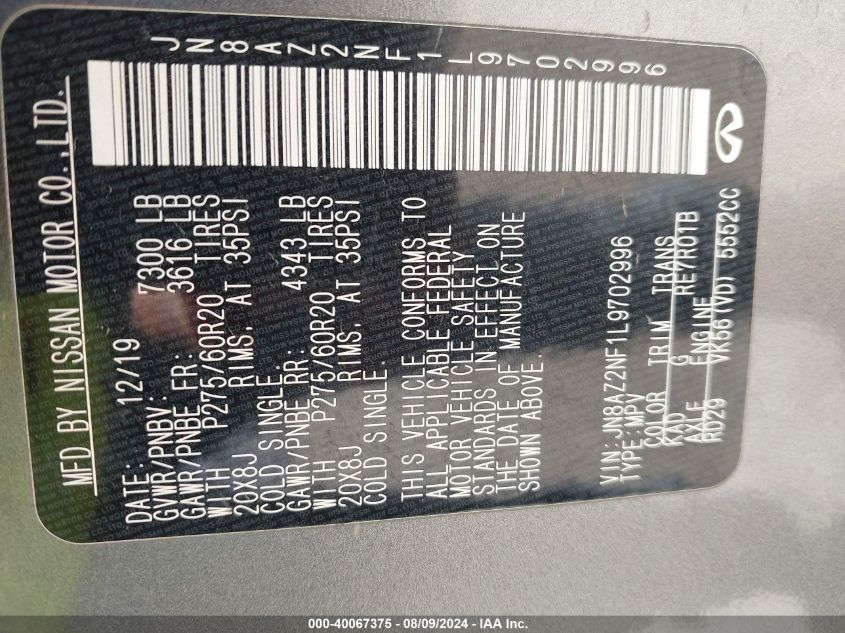 MFD BY NISSAN MOTOR CO.,LTD.
DATE: 12/19
GVWR/PNBV: 7300 LB
GAWR/PNBE FR: 3616 LB
WITH P275/60R20 TIRES
20X8J RIMS, AT 35PSI
COLD SINGLE.
GAWR/PNBE RR: 4343 LB
WITH P275/60R20 TIRES
20X8J RIMS, AT 35PSI
COLD SINGLE.
THIS VEHICLE CONFORMS TO
ALL APPLICABLE FEDERAL
MOTOR VEHICLE SAFETY
STANDARDS IN EFFECT ON
THE DATE OF MANUFACTURE
SHOWN ABOVE.
JN8AZ2NF1L9702996
VIN:JN8AZ2NF1L9702996
TYPE:MPV
COLOR TRIM TRANS
KAD G RE7R01B
AXLE ENGINE
RD29 VK56(VD) 5552CC
000-40067375 - 08/09/2024 - IAA Inc.